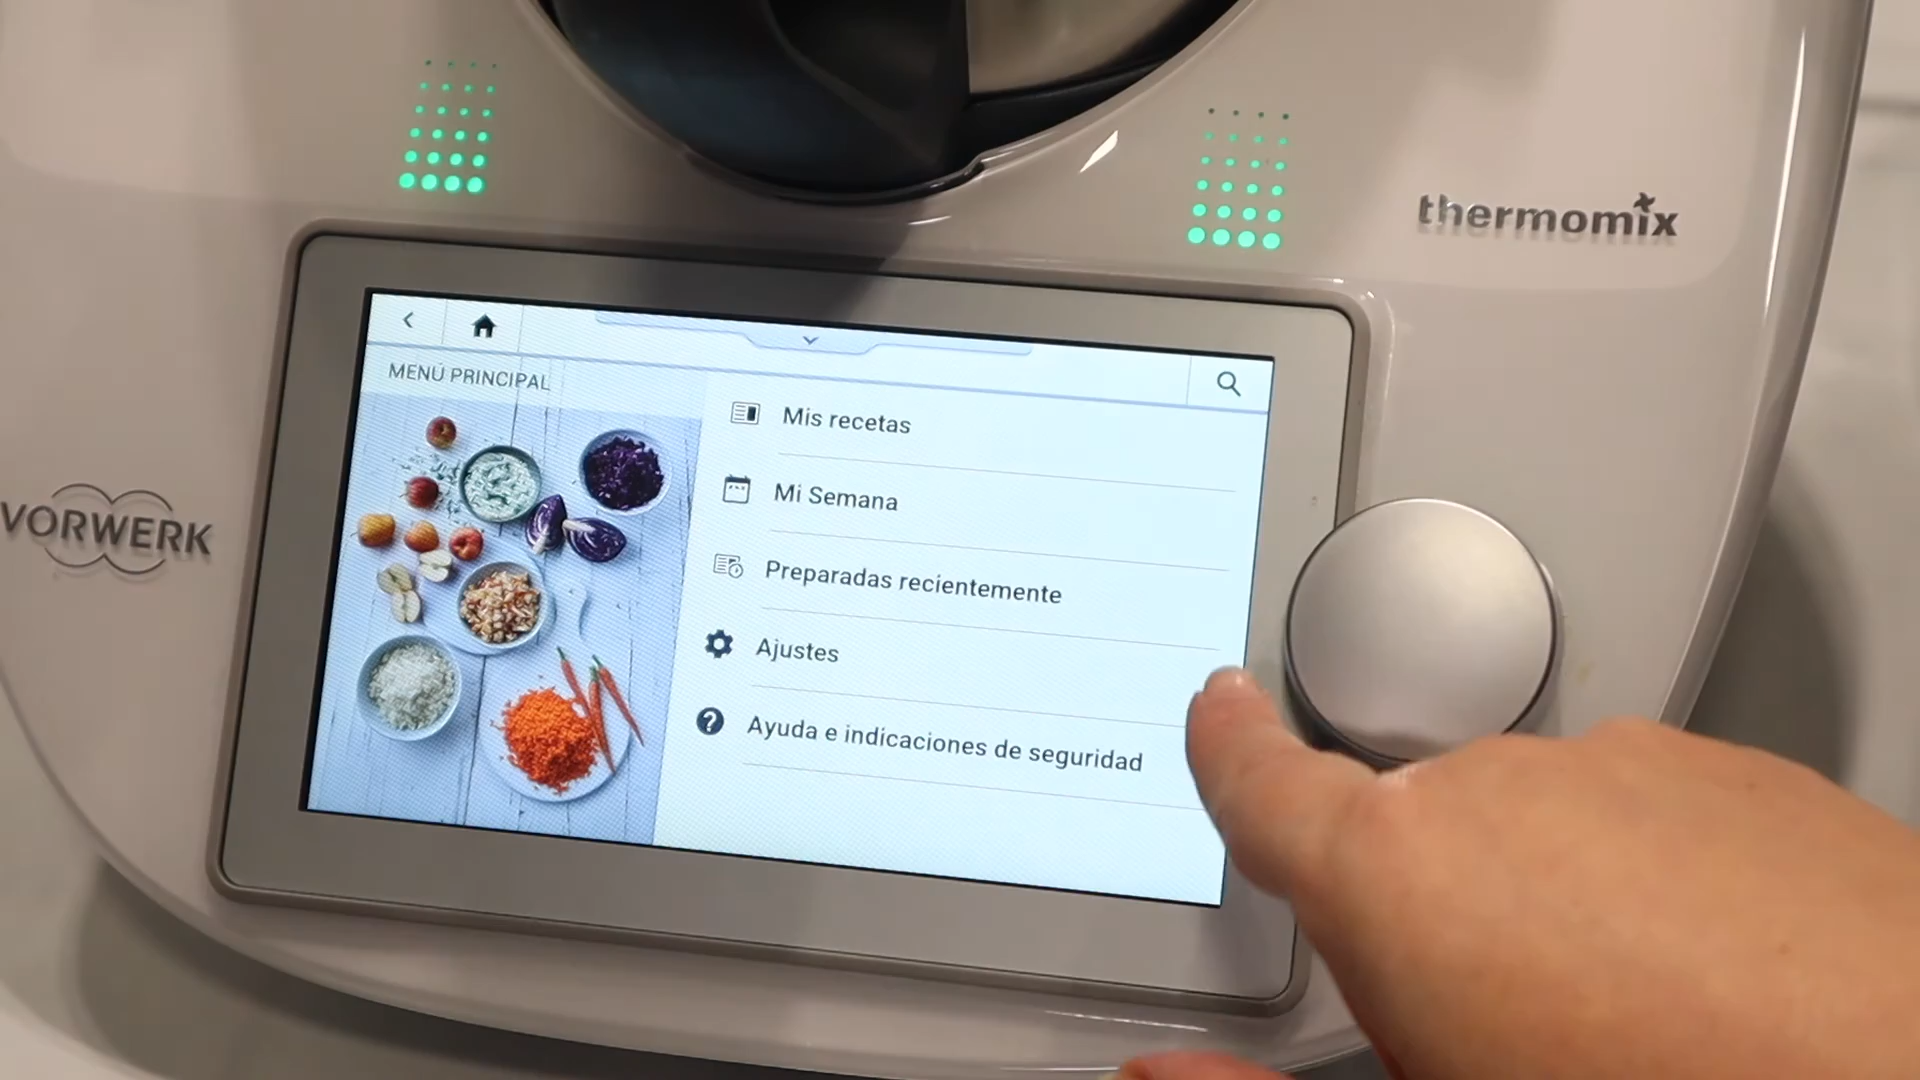 thermomix
VORWERK
MENÚ PRINCIPAL
Mis recetas
Mi Semana
Preparadas recientemente
Ajustes
Ayuda e indicaciones de seguridad